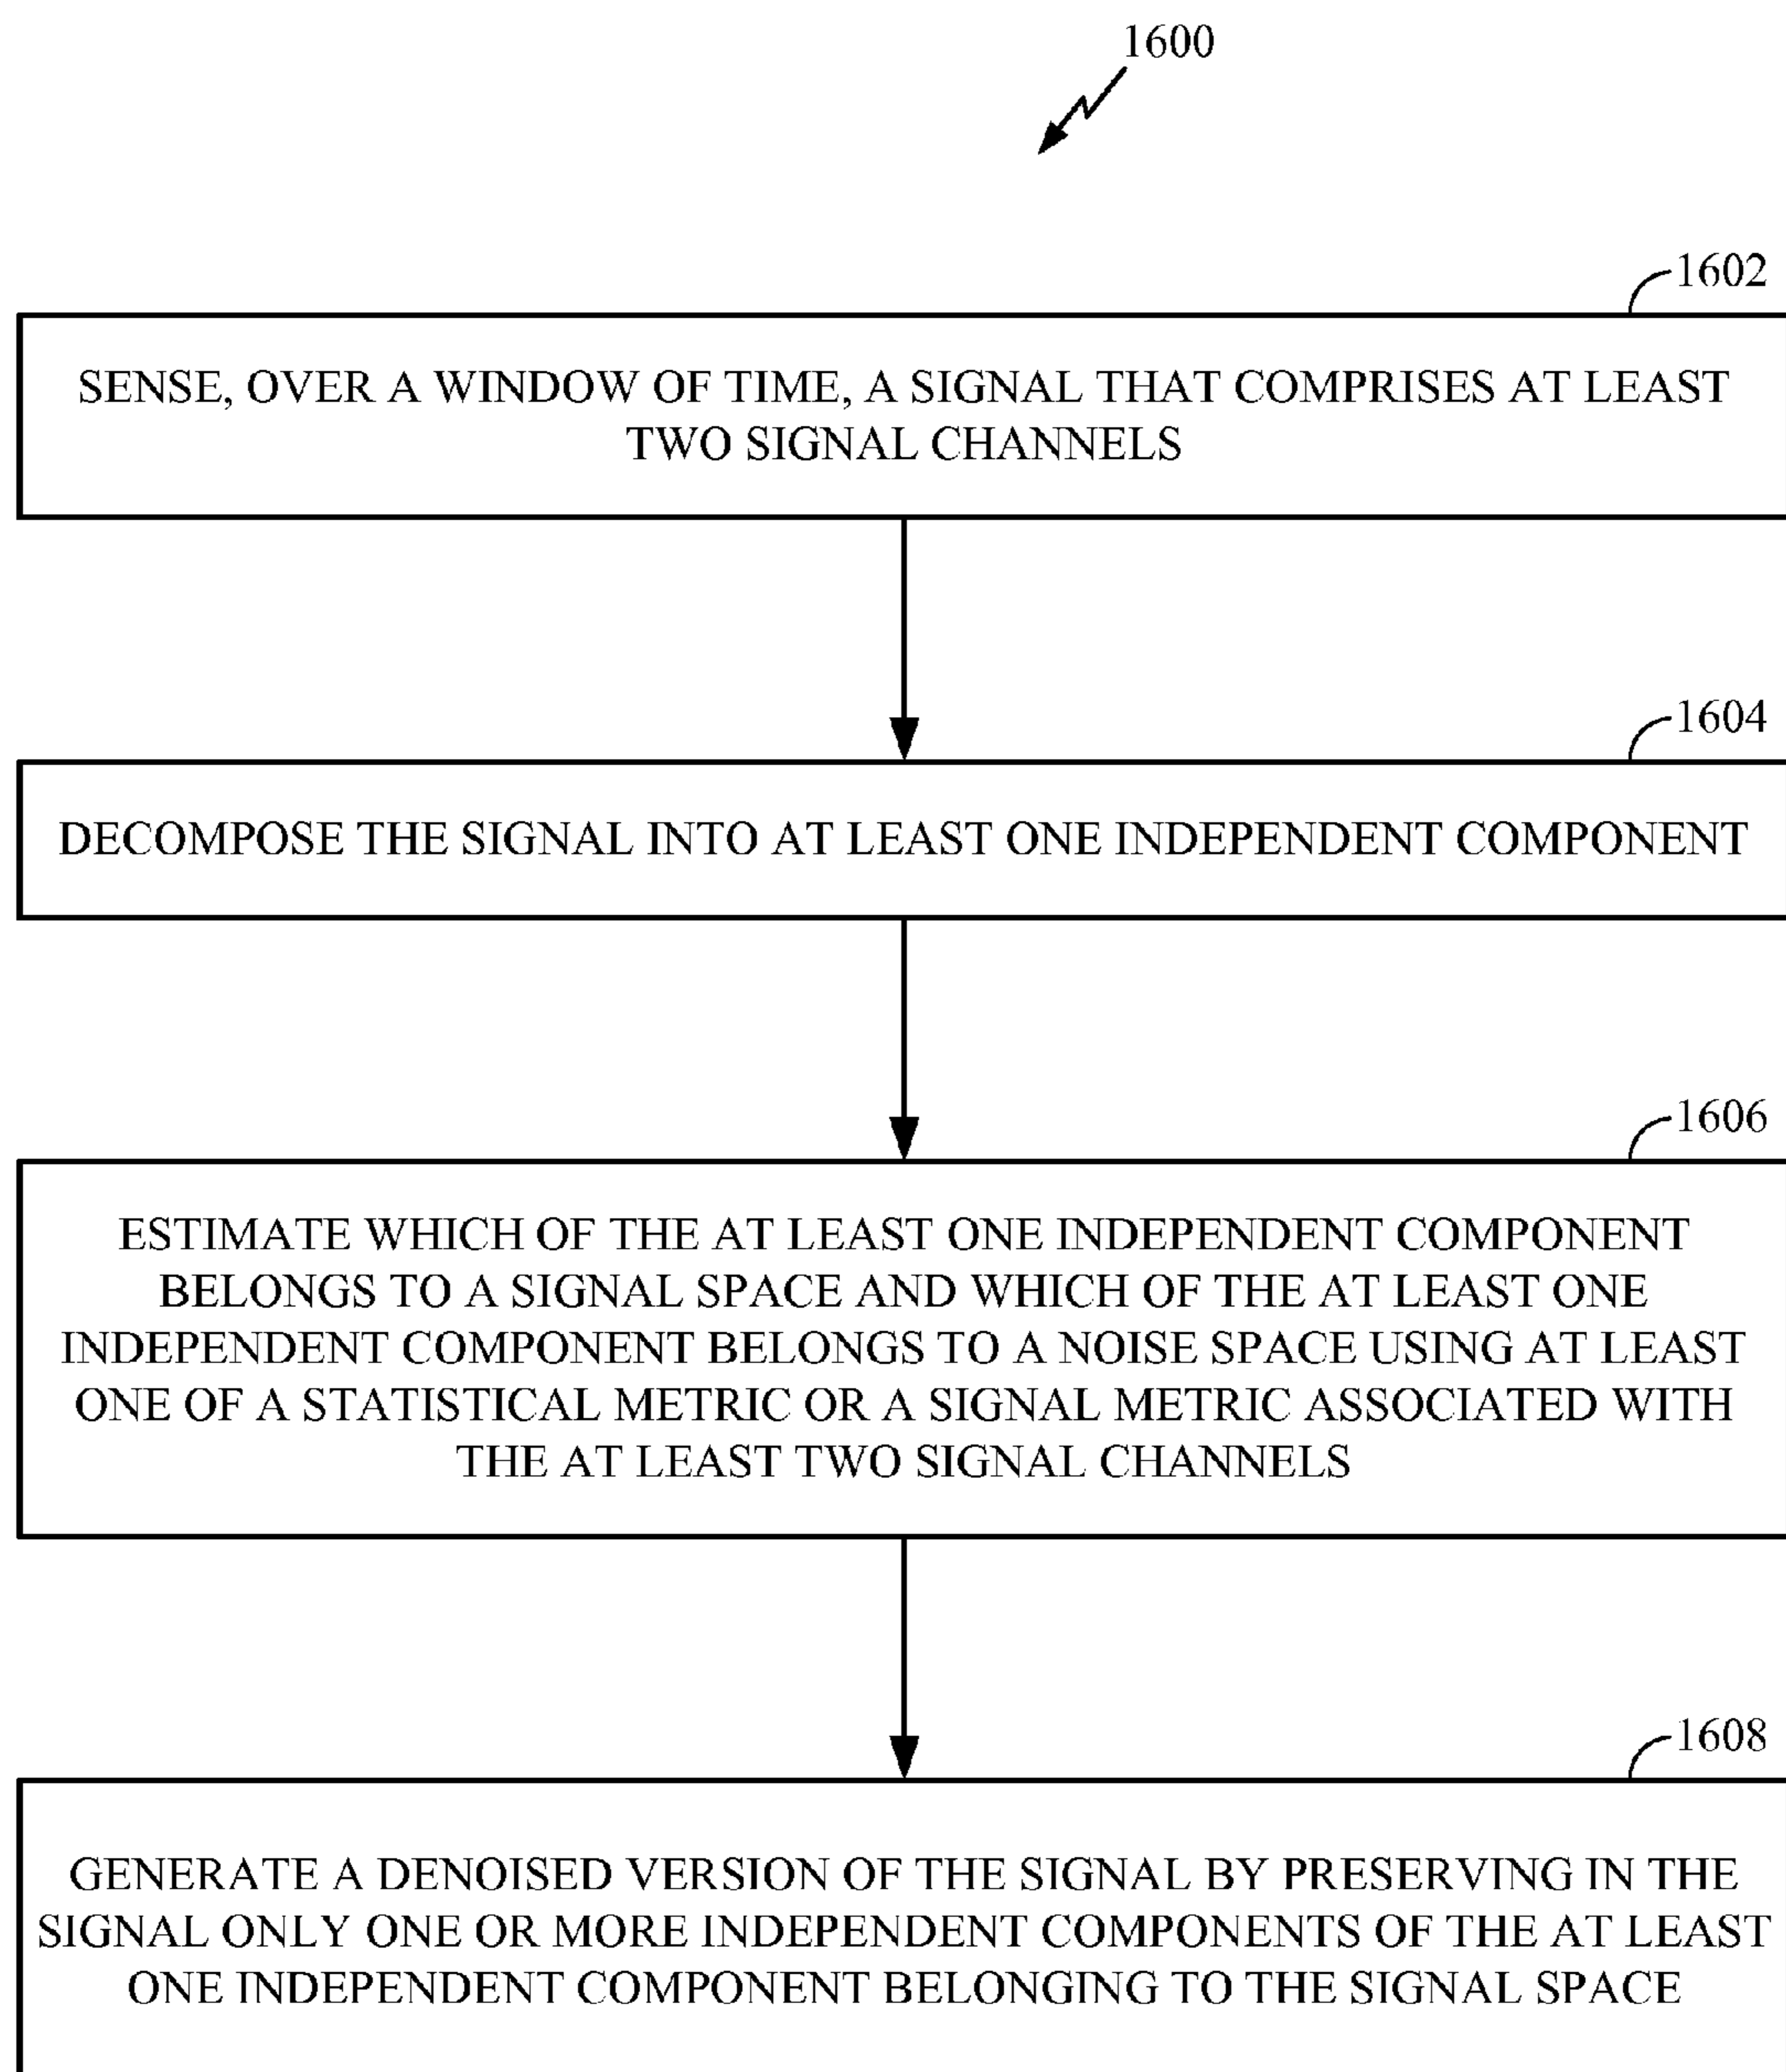 1600
1602
SENSE, OVER A WINDOW OF TIME, A SIGNAL THAT COMPRISES AT LEAST
TWO SIGNAL CHANNELS
1604
DECOMPOSE THE SIGNAL INTO AT LEAST ONE INDEPENDENT COMPONENT
1606
ESTIMATE WHICH OF THE AT LEAST ONE INDEPENDENT COMPONENT
BELONGS TO A SIGNAL SPACE AND WHICH OF THE AT LEAST ONE
INDEPENDENT COMPONENT BELONGS TO A NOISE SPACE USING AT LEAST
ONE OF A STATISTICAL METRIC OR A SIGNAL METRIC ASSOCIATED WITH
THE AT LEAST TWO SIGNAL CHANNELS
1608
GENERATE A DENOISED VERSION OF THE SIGNAL BY PRESERVING IN THE
SIGNAL ONLY ONE OR MORE INDEPENDENT COMPONENTS OF THE AT LEAST
ONE INDEPENDENT COMPONENT BELONGING TO THE SIGNAL SPACE